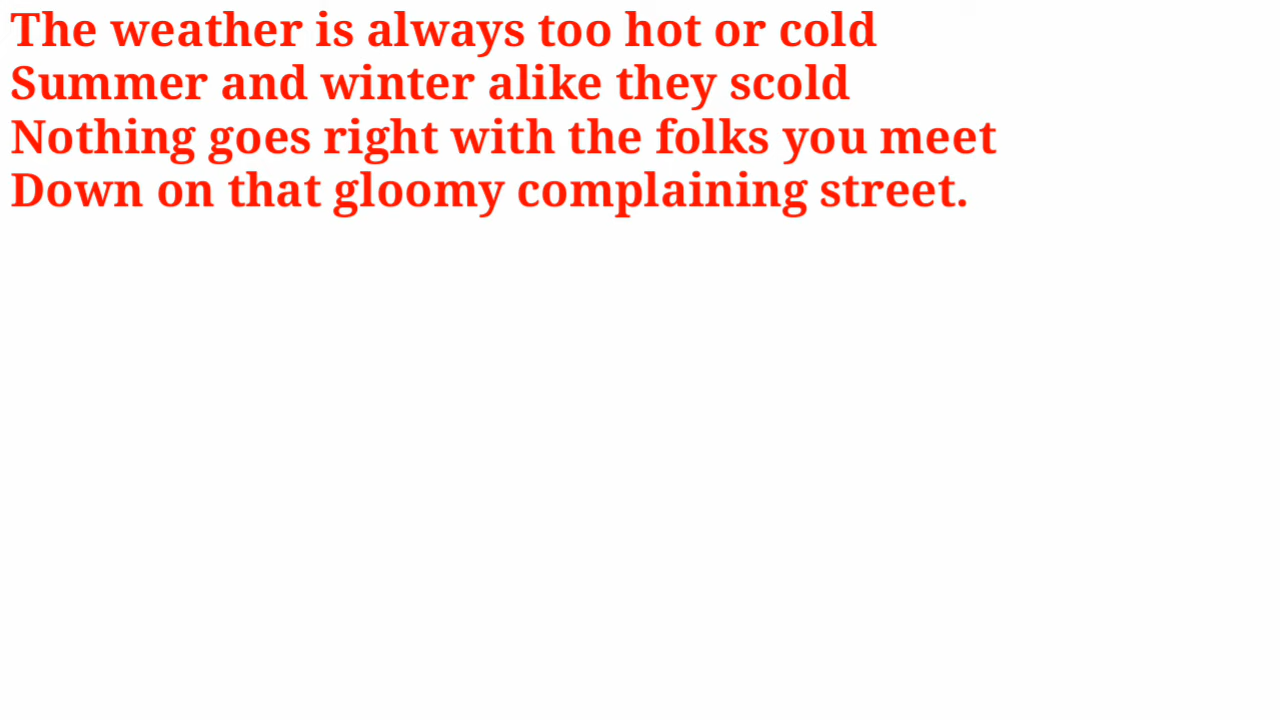 The weather is always too hot or cold
Summer and winter alike they scold
Nothing goes right with the folks you meet
Down on that gloomy complaining street.